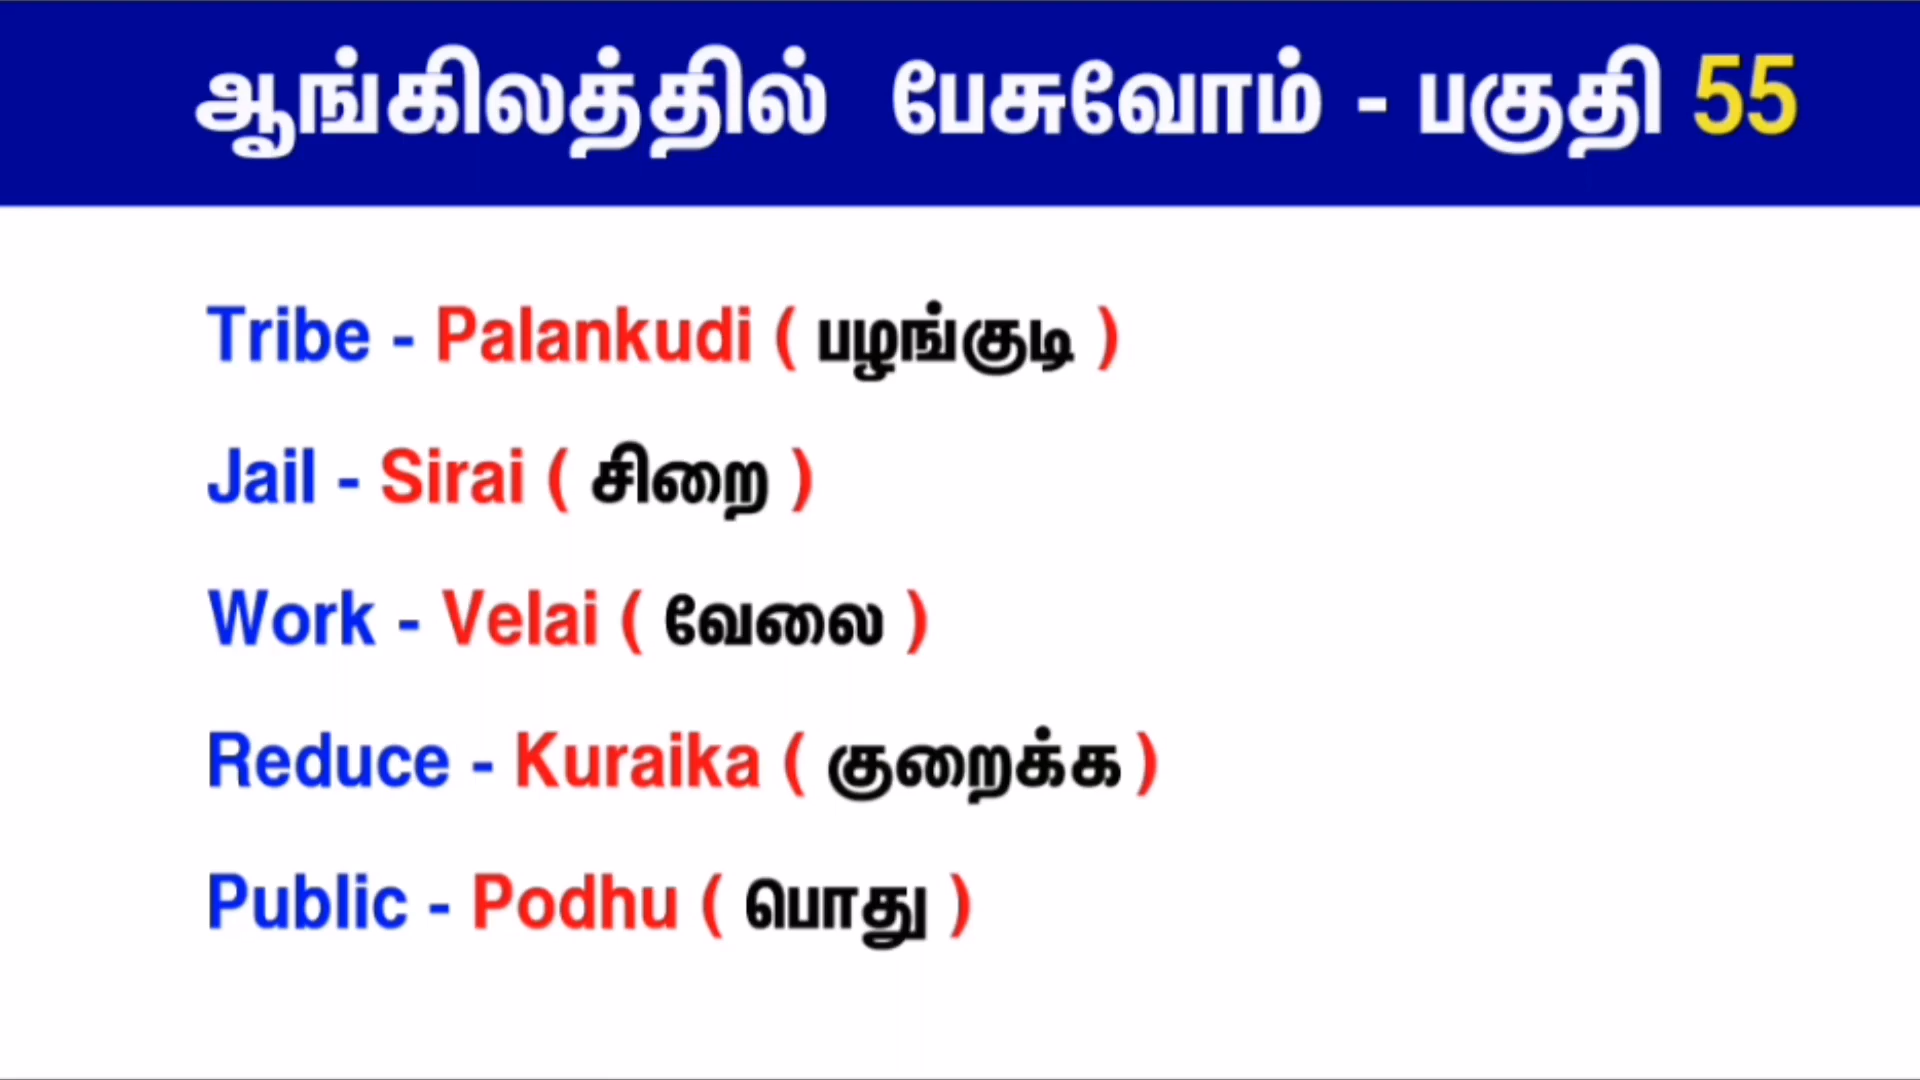 ஆங்கிலத்தில் பேசுவோம் - பகுதி 55
Tribe - Palankudi ( பழங்குடி )
Jail - Sirai ( சிறை )
Work - Velai ( வேலை )
Reduce - Kuraika ( குறைக்க )
Public - Podhu ( பொது )